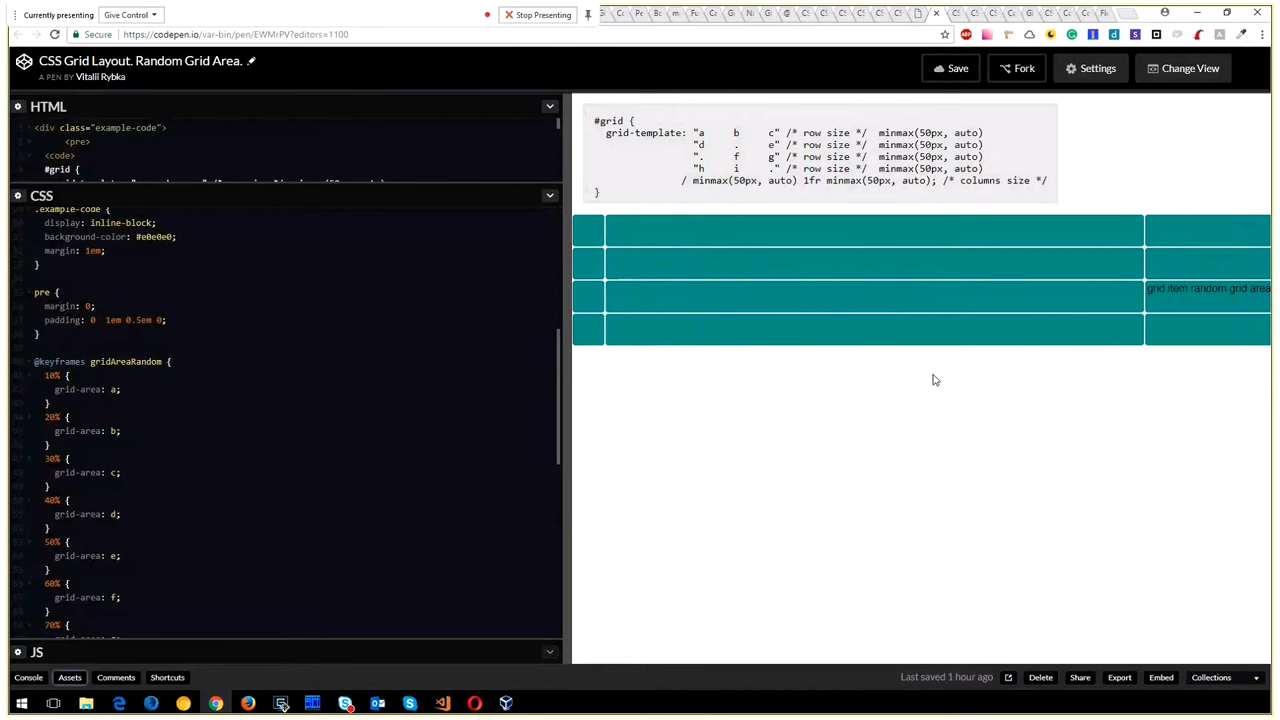 Currently presenting
Give Control
Stop Presenting
Secure
https://codepen.io/var-bin/pen/EWMrPV?editors=1100
CSS Grid Layout. Random Grid Area.
A PEN BY Vitalii Rybka
Save
Fork
Settings
Change View
HTML
<div class="example-code">
<pre>
<code>
#grid {
CSS
.example-code {
display: inline-block;
background-color: #e0e0e0;
margin: 1em;
}
pre {
margin: 0;
padding: 0 1em 0.5em 0;
}
@keyframes gridAreaRandom {
10% {
grid-area: a;
}
20% {
grid-area: b;
}
30% {
grid-area: c;
}
40% {
grid-area: d;
}
50% {
grid-area: e;
}
60% {
grid-area: f;
}
70% {
JS
#grid {
grid-template: "a b c" /* row size */ minmax(50px, auto)
"d . e" /* row size */ minmax(50px, auto)
". f g" /* row size */ minmax(50px, auto)
"h i ." /* row size */ minmax(50px, auto)
/ minmax(50px, auto) 1fr minmax(50px, auto); /* columns size */
}
grid item random grid area
Console
Assets
Comments
Shortcuts
Last saved 1 hour ago
Delete
Share
Export
Embed
Collections